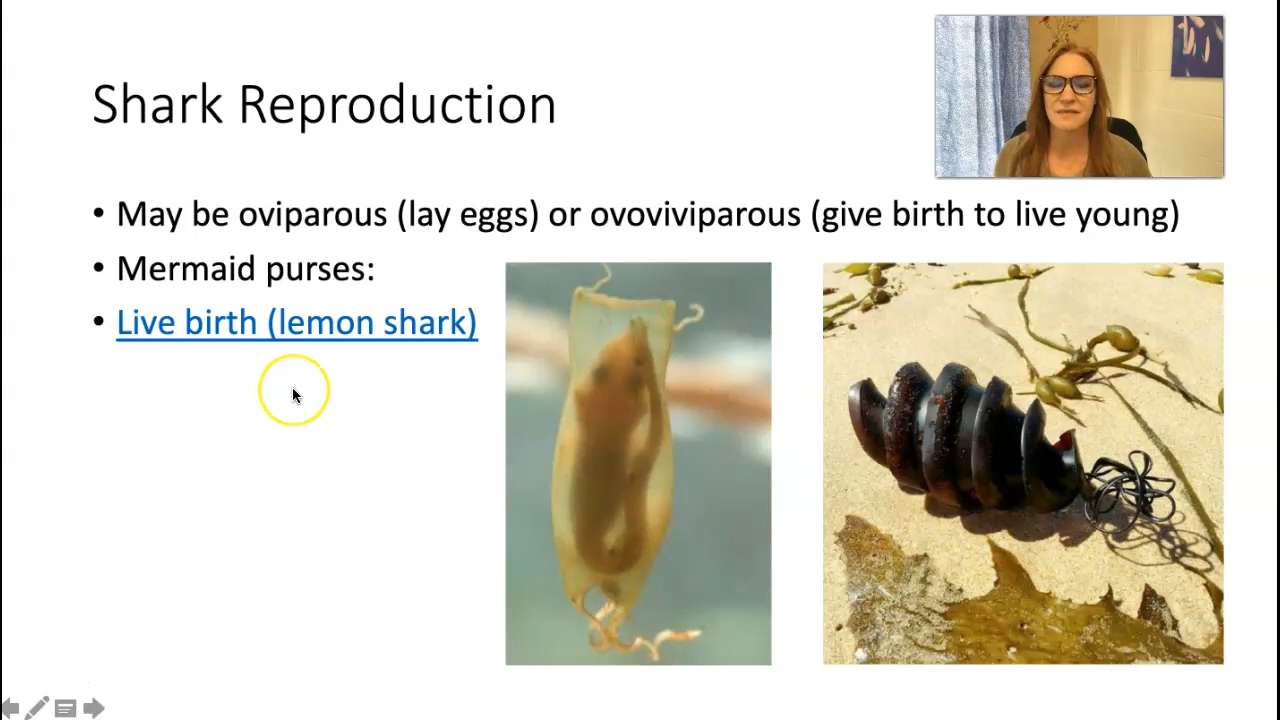 Shark Reproduction
• May be oviparous (lay eggs) or ovoviviparous (give birth to live young)
• Mermaid purses:
• Live birth (lemon shark)